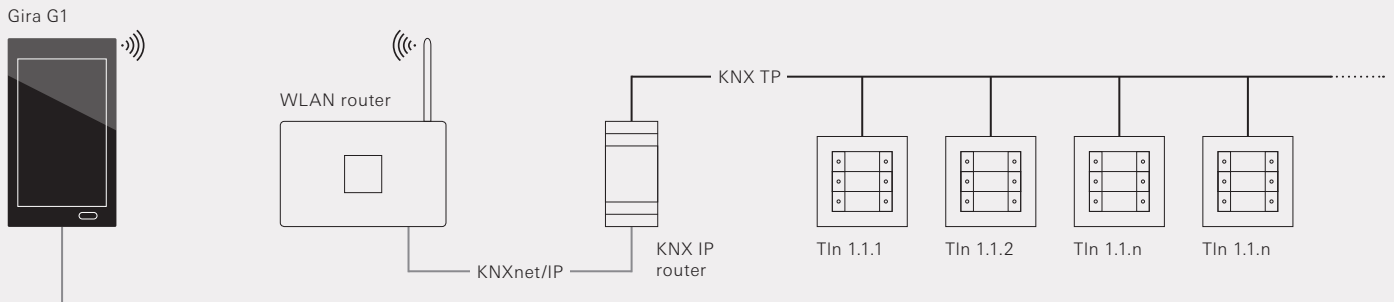 Gira G1
KNX TP
WLAN router
KNX IP
router
Tln 1.1.1
Tln 1.1.2
Tln 1.1.n
Tln 1.1.n
KNXnet/IP